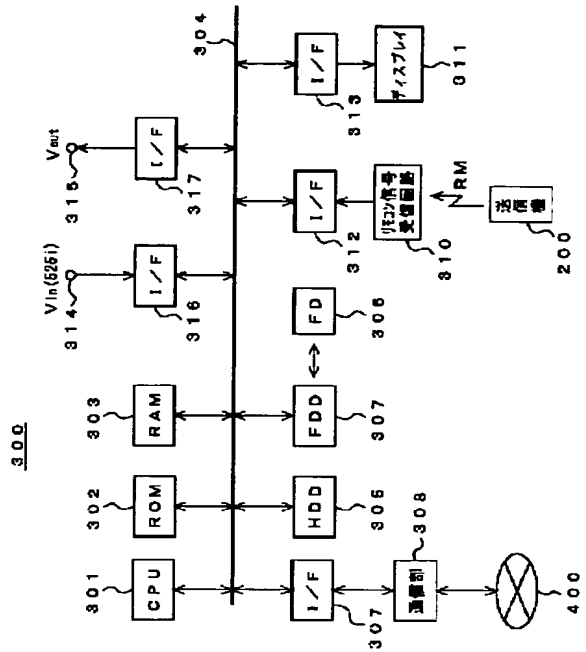 300
301
302
303
314
Vin(525i)
315
Vout
CPU
ROM
RAM
I/F
316
I/F
317
304
I/F
307
HDD
305
FDD
307
FD
306
I/F
312
I/F
313
通信部
308
リモコン信号
受信回路
310
ディスプレイ
311
RM
送信機
200
400